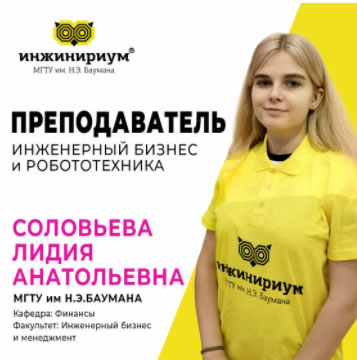 инжинириум®
МГТУ им. Н.Э. Баумана
ПРЕПОДАВАТЕЛЬ
ИНЖЕНЕРНЫЙ БИЗНЕС
и РОБОТОТЕХНИКА
СОЛОВЬЕВА
ЛИДИЯ
АНАТОЛЬЕВНА
МГТУ им Н.Э.БАУМАНА
Кафедра: Финансы
Факультет: Инженерный бизнес
и менеджмент
инжинириум
МГТУ им. Н.Э. Баумана